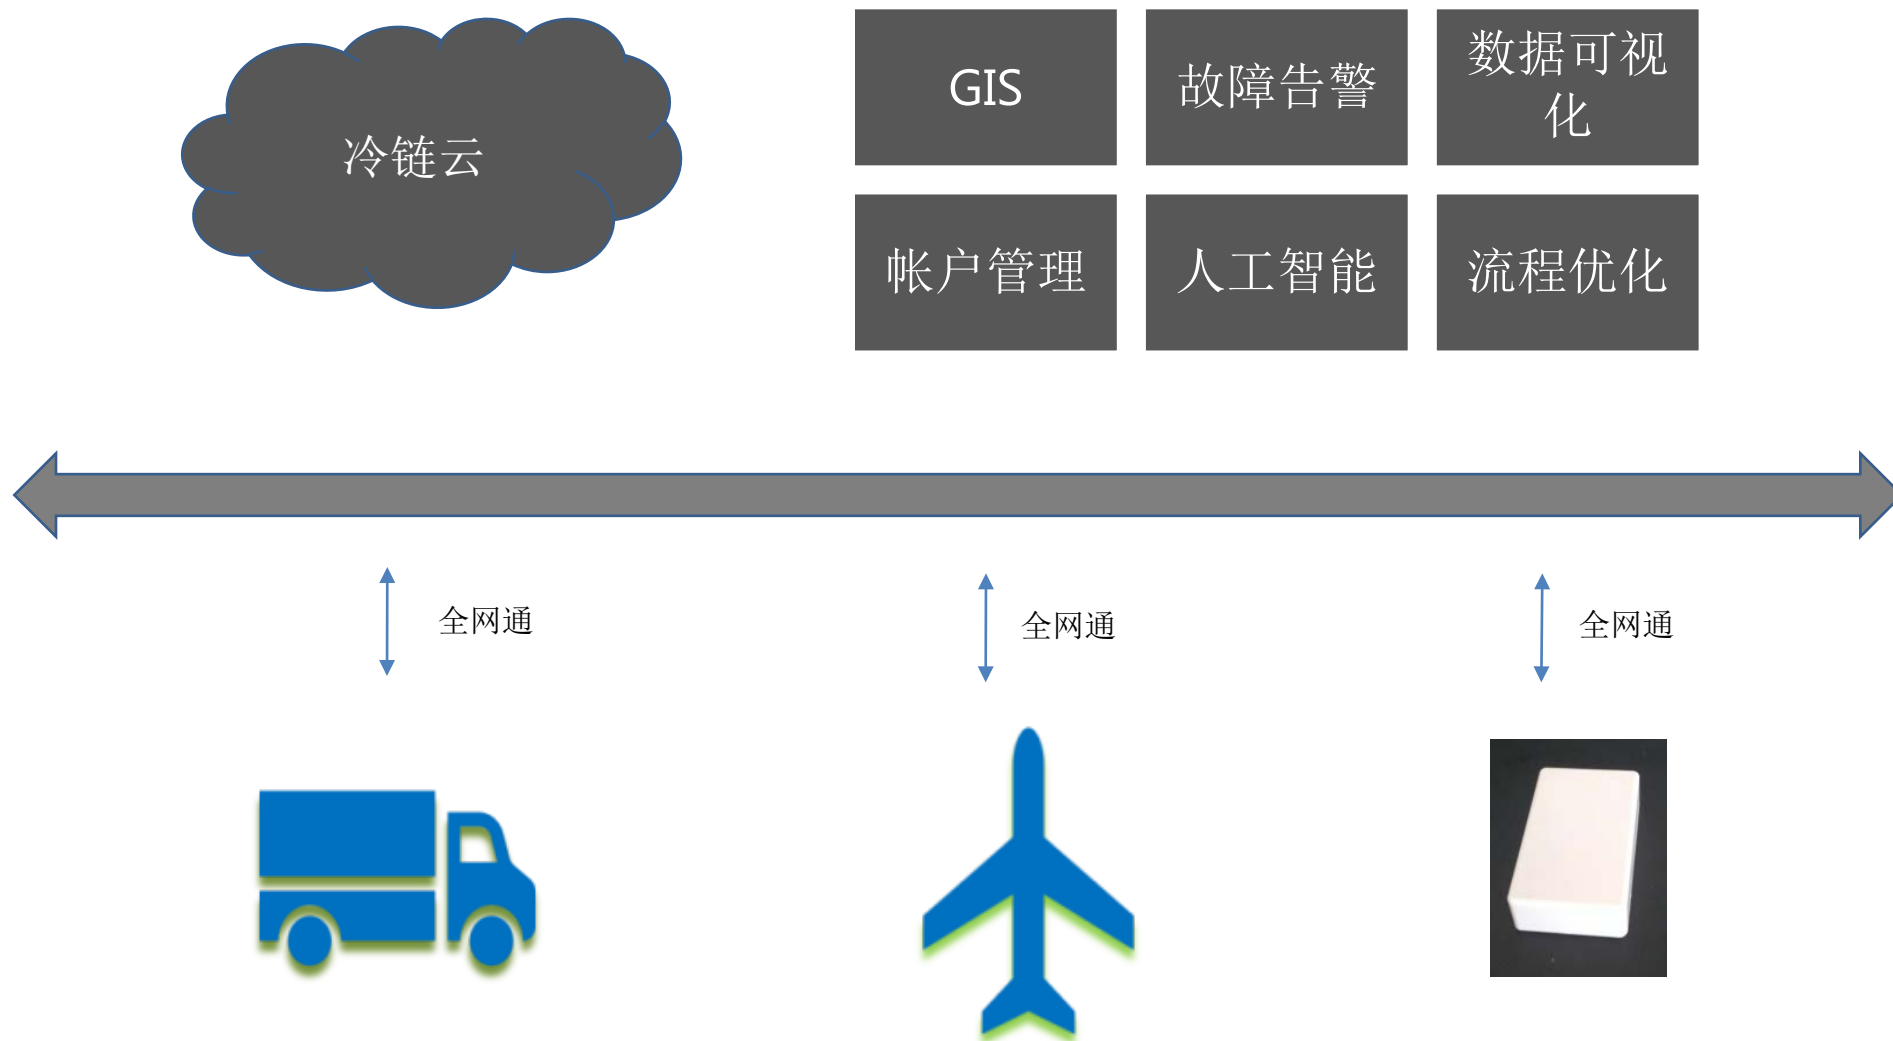 冷链云
GIS
故障告警
数据可视
化
帐户管理
人工智能
流程优化
全网通
全网通
全网通